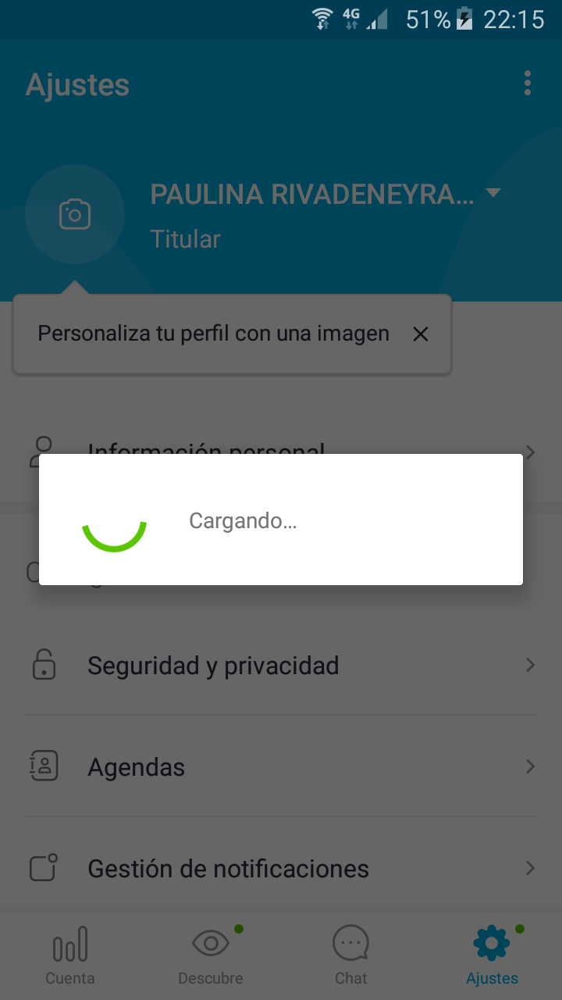 4G 51% 22:15
Ajustes
PAULINA RIVADENEYRA...
Titular
Personaliza tu perfil con una imagen
Información personal
Cargando...
Seguridad y privacidad
Agendas
Gestión de notificaciones
Cuenta Descubre Chat Ajustes